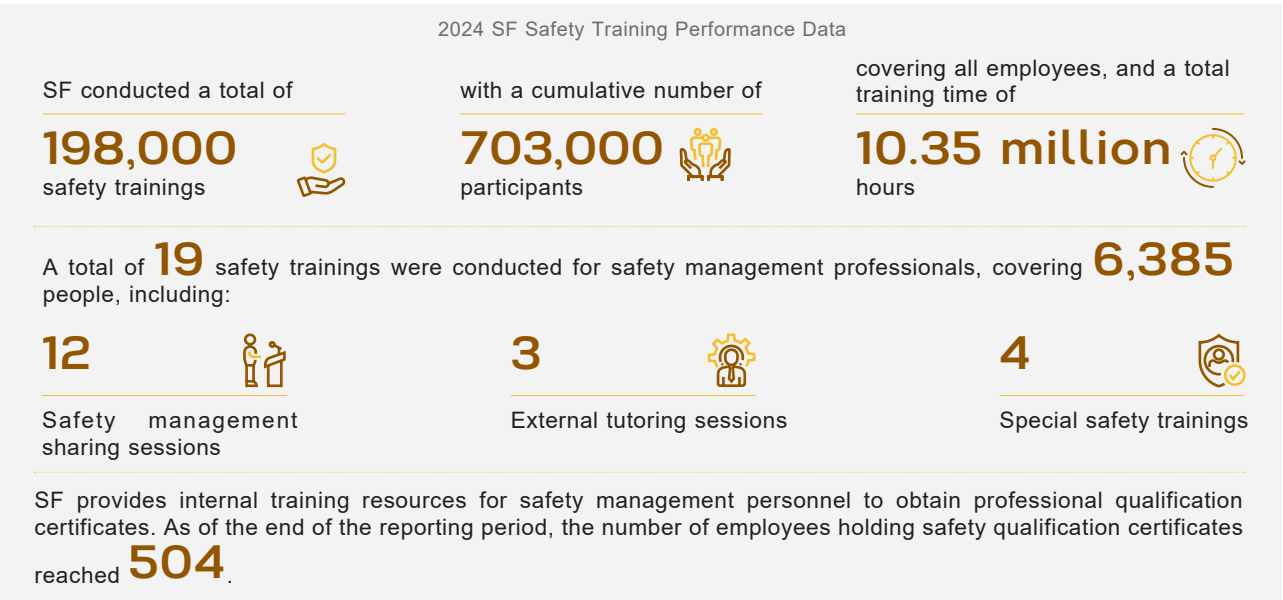 2024 SF Safety Training Performance Data
SF conducted a total of
198,000
safety trainings
with a cumulative number of
703,000
participants
covering all employees, and a total
training time of
10.35 million
hours
A total of 19 safety trainings were conducted for safety management professionals, covering 6,385
people, including:
12
Safety management
sharing sessions
3
External tutoring sessions
4
Special safety trainings
SF provides internal training resources for safety management personnel to obtain professional qualification
certificates. As of the end of the reporting period, the number of employees holding safety qualification certificates
reached 504.